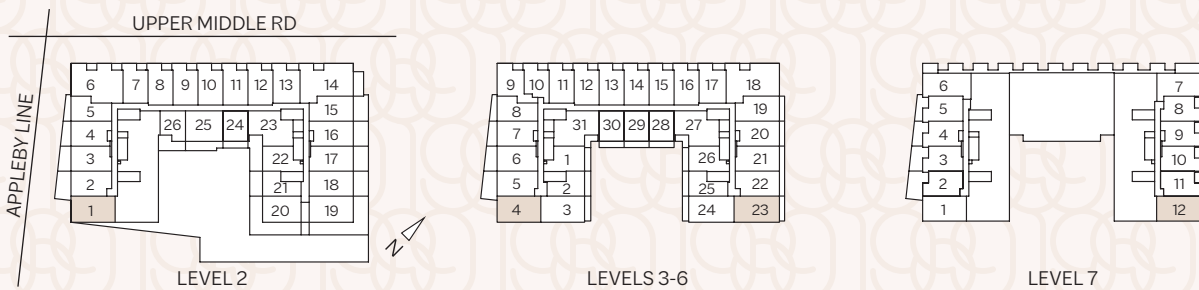 UPPER MIDDLE RD
APPLEBY LINE
6 7 8 9 10 11 12 13 14
5 15
4 26 25 24 23 16
3 22 17
2 21 18
1 20 19
N
LEVEL 2
9 10 11 12 13 14 15 16 17 18
8 19
7 31 30 29 28 27 20
6 1 26 21
5 2 25 22
4 3 24 23
LEVELS 3-6
6 7
5 8
4 9
3 10
2 11
1 12
LEVEL 7